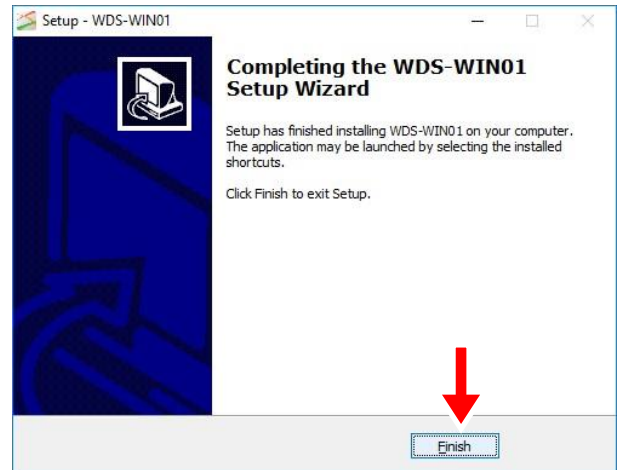 Setup - WDS-WIN01
Completing the WDS-WIN01
Setup Wizard
Setup has finished installing WDS-WIN01 on your computer.
The application may be launched by selecting the installed
shortcuts.
Click Finish to exit Setup.
Finish